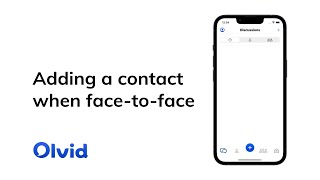 Discussions
Adding a contact
when face-to-face
Olvid